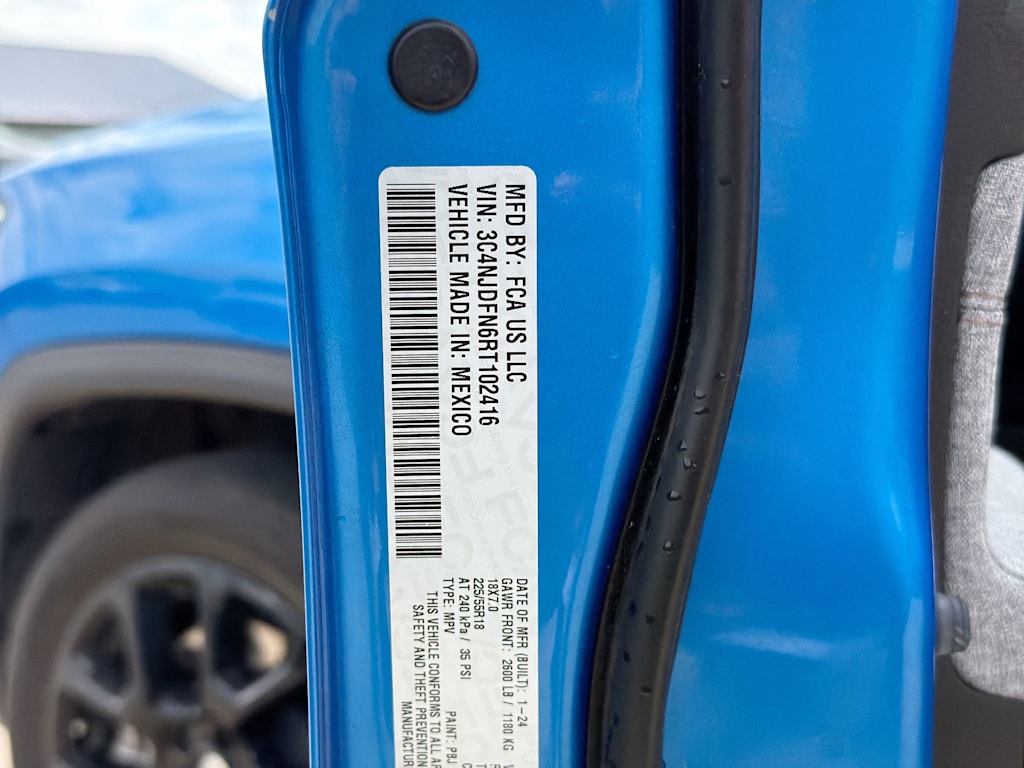 MFD BY: FCA US LLC
VIN: 3C4NJDFN6RT102416
VEHICLE MADE IN: MEXICO
DATE OF MFR (BUILT): 1-24
GAWR FRONT: 2600 LB / 1180 KG
18X7.0
225/55R18
AT 240 kPa / 35 PSI
TYPE: MPV PAINT: PBJ
THIS VEHICLE CONFORMS TO ALL
SAFETY AND THEFT PREVENTION